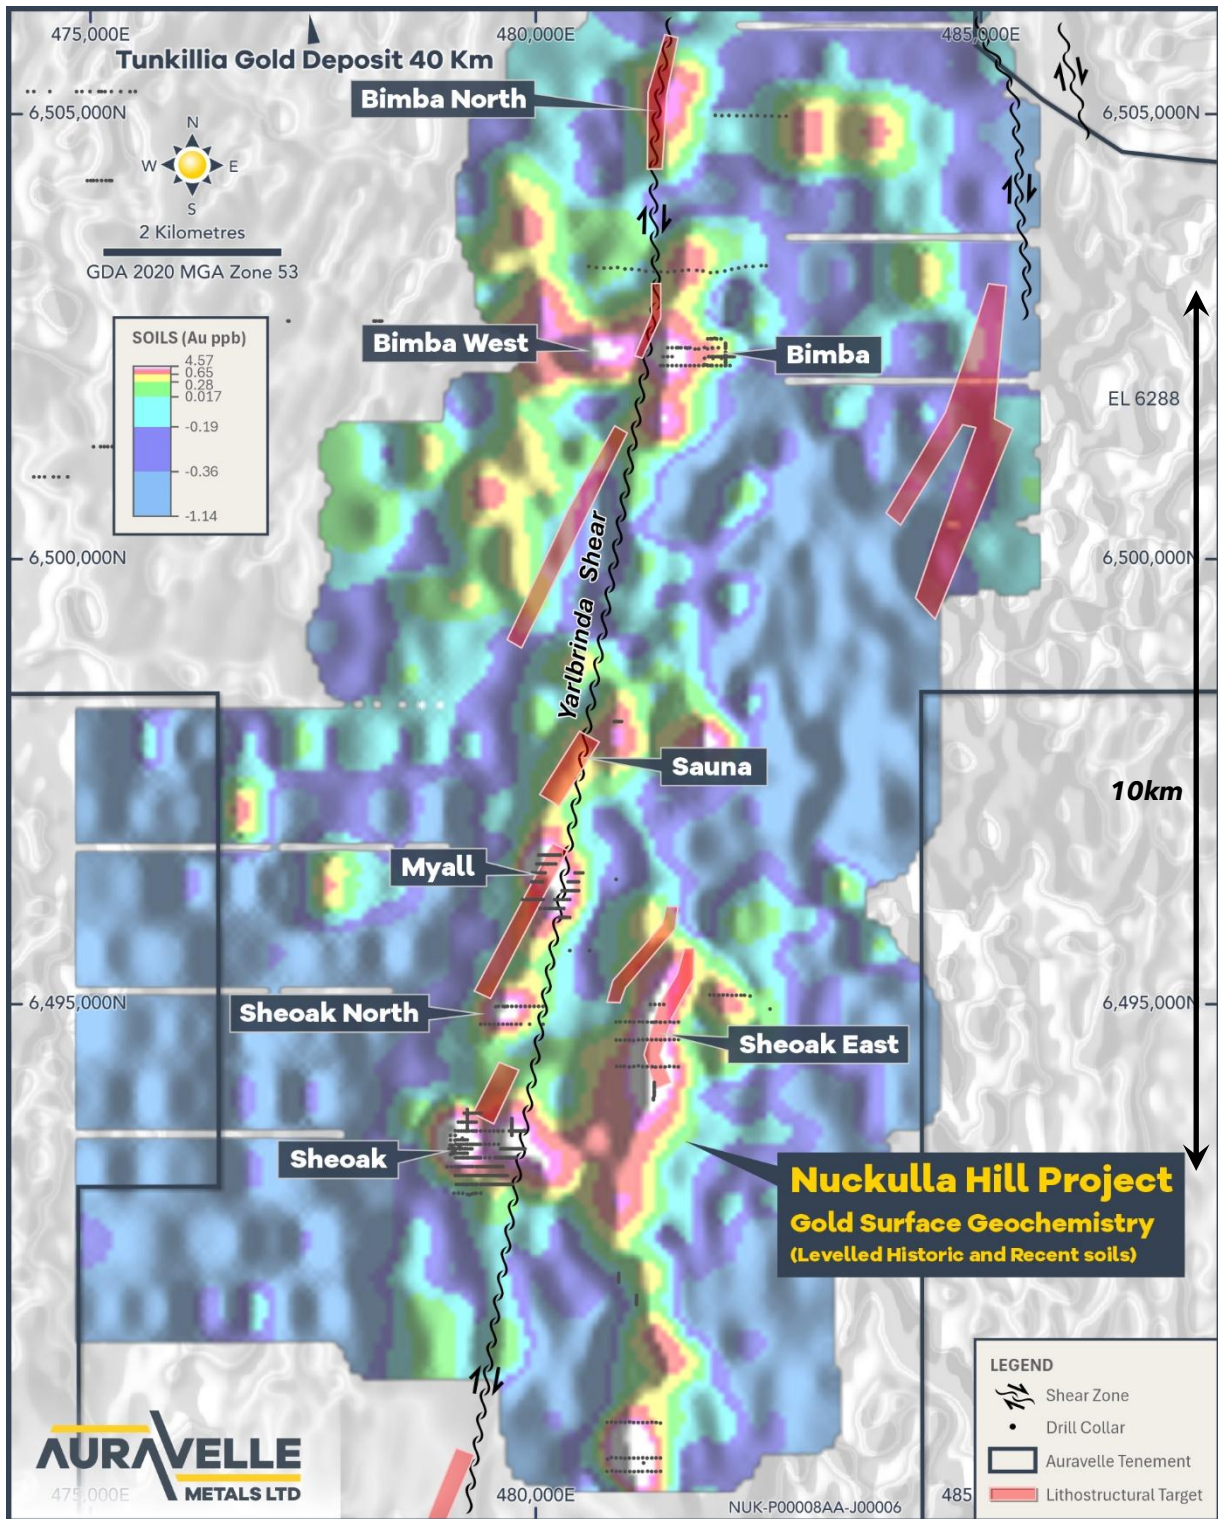 475,000E
480,000E
485,000E
Tunkillia Gold Deposit 40 Km
Bimba North
6,505,000N
6,505,000N
N
W
E
S
2 Kilometres
GDA 2020 MGA Zone 53
SOILS (Au ppb)
4.57
0.65
0.28
0.017
-0.19
-0.36
-1.14
Bimba West
Bimba
EL 6288
6,500,000N
6,500,000N
Yarlbrinda Shear
Sauna
10km
Myall
6,495,000N
6,495,000N
Sheoak North
Sheoak East
Sheoak
Nuckulla Hill Project
Gold Surface Geochemistry
(Levelled Historic and Recent soils)
LEGEND
Shear Zone
Drill Collar
Auravelle Tenement
Lithostructural Target
AURAVELLE
METALS LTD
475,000E
480,000E
485
NUK-P00008AA-J00006